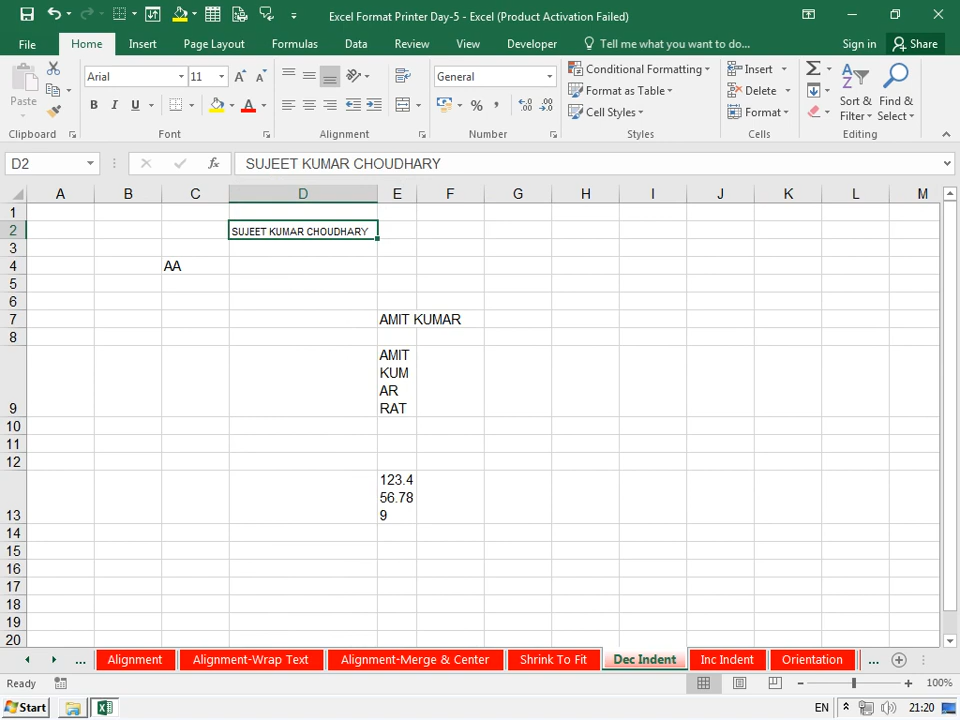 Excel Format Printer Day-5 - Excel (Product Activation Failed)
File Home Insert Page Layout Formulas Data Review View Developer Tell me what you want to do... Sign in Share
Paste
Arial 11
B I U A
General
% , .0 .00
Conditional Formatting
Format as Table
Cell Styles
Insert
Delete
Format
Sort & Filter
Find & Select
Clipboard Font Alignment Number Styles Cells Editing
D2 fx SUJEET KUMAR CHOUDHARY
A B C D E F G H I J K L M
1
2 SUJEET KUMAR CHOUDHARY
3
4 AA
5
6
7 AMIT KUMAR
8
AMIT
KUM
AR
9 RAT
10
11
12
123.4
56.78
13 9
14
15
16
17
18
19
20
... Alignment Alignment-Wrap Text Alignment-Merge & Center Shrink To Fit Dec Indent Inc Indent Orientation ...
Ready 100%
Start EN 21:20